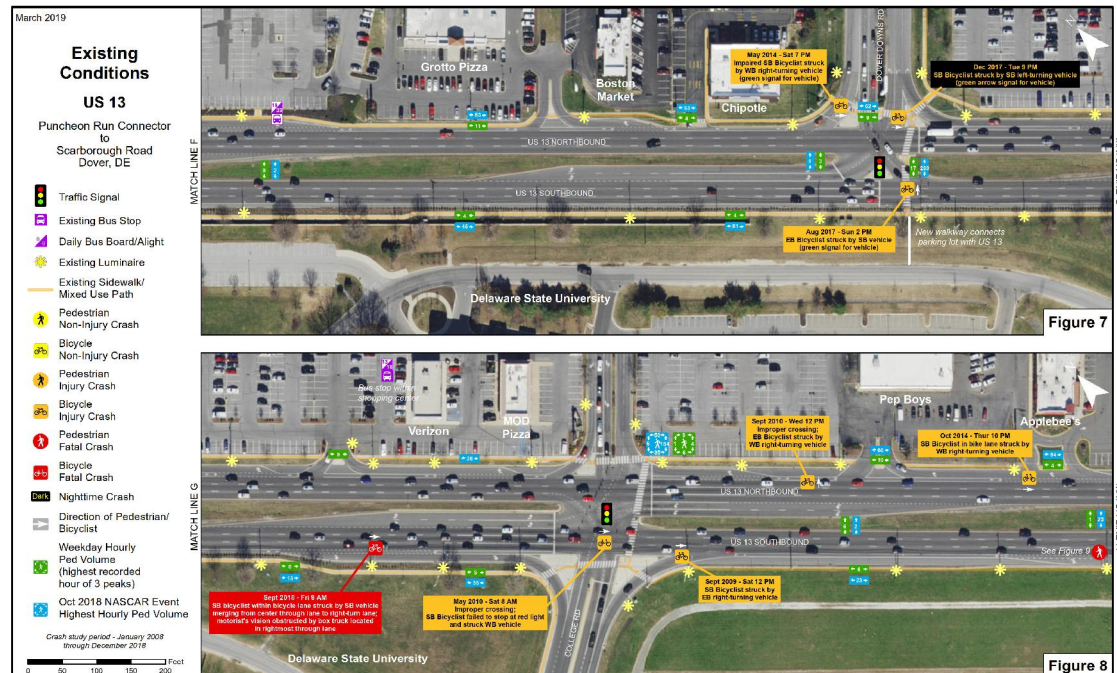 March 2019
Existing
Conditions
US 13
Puncheon Run Connector
to
Scarborough Road
Dover, DE
Traffic Signal
Existing Bus Stop
Daily Bus Board/Alight
Existing Luminaire
Existing Sidewalk/
Mixed Use Path
Pedestrian
Non-Injury Crash
Bicycle
Non-Injury Crash
Pedestrian
Injury Crash
Bicycle
Injury Crash
Pedestrian
Fatal Crash
Bicycle
Fatal Crash
Dark
Nighttime Crash
Direction of Pedestrian/
Bicyclist
Weekday Hourly
Ped Volume
(highest recorded
hour of 3 peaks)
Oct 2018 NASCAR Event
Highest Hourly Ped Volume
Crash study period - January 2008
through December 2018
Feet
0 50 100 150 200
MATCH LINE F
Grotto Pizza
Boston
Market
Chipotle
DOVER DOWNS RD
May 2014 - Sat 7 PM
Impaired SB Bicyclist struck
by WB right-turning vehicle
(green signal for vehicle)
Dec 2017 - Tue 9 PM
SB Bicyclist struck by SB left-turning vehicle
(green arrow signal for vehicle)
US 13 NORTHBOUND
US 13 SOUTHBOUND
Aug 2017 - Sun 2 PM
EB Bicyclist struck by SB vehicle
(green signal for vehicle)
New walkway connects
parking lot with US 13
Delaware State University
Figure 7
MATCH LINE G
Bus stop within
shopping center
Verizon
MOD
Pizza
Pep Boys
Applebee's
Sept 2010 - Wed 12 PM
Improper crossing;
EB Bicyclist struck by
WB right-turning vehicle
Oct 2014 - Thur 10 PM
SB Bicyclist in bike lane struck by
WB right-turning vehicle
US 13 NORTHBOUND
US 13 SOUTHBOUND
See Figure 9
Sept 2018 - Fri 9 AM
SB bicyclist within bicycle lane struck by SB vehicle
merging from center through lane to right-turn lane;
motorist's vision obstructed by box truck located
in rightmost through lane
May 2010 - Sat 8 AM
Improper crossing;
SB Bicyclist failed to stop at red light
and struck WB vehicle
Sept 2009 - Sat 12 PM
SB Bicyclist struck by
EB right-turning vehicle
COLLEGE RD
Delaware State University
Figure 8